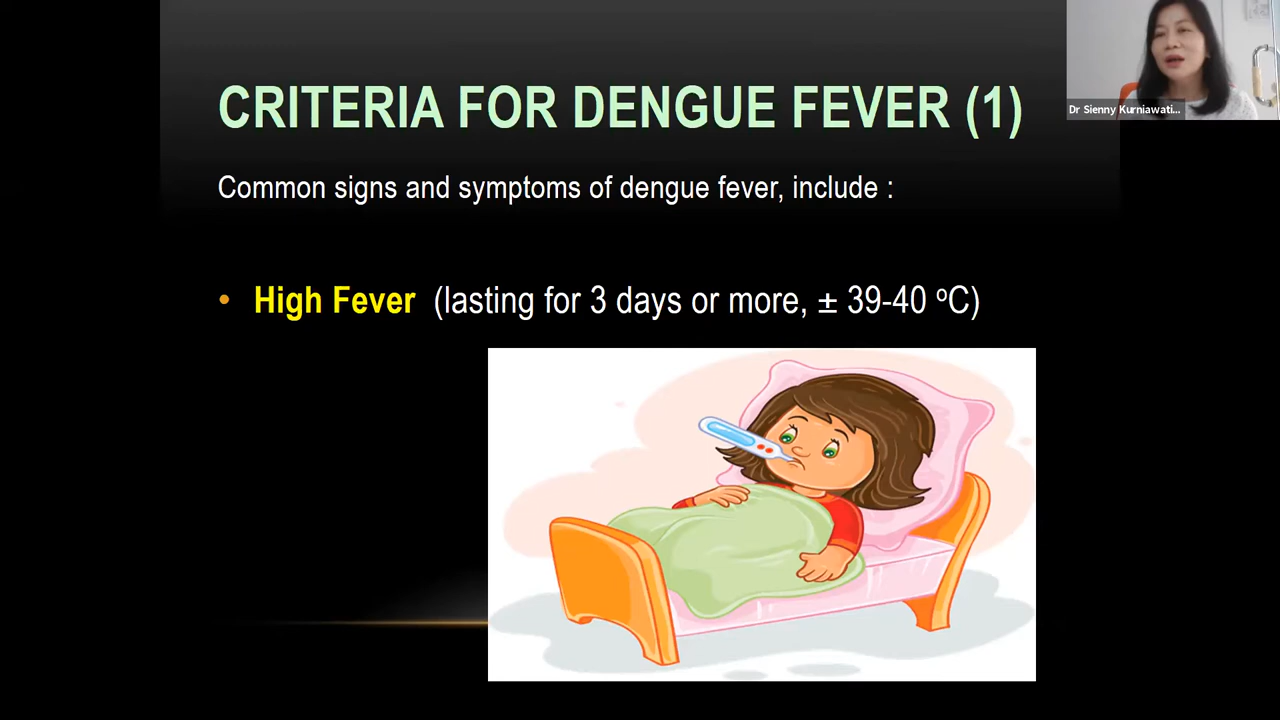 CRITERIA FOR DENGUE FEVER (1)
Dr Sienny Kurniawati...
Common signs and symptoms of dengue fever, include :
• High Fever (lasting for 3 days or more, ± 39-40 ºC)